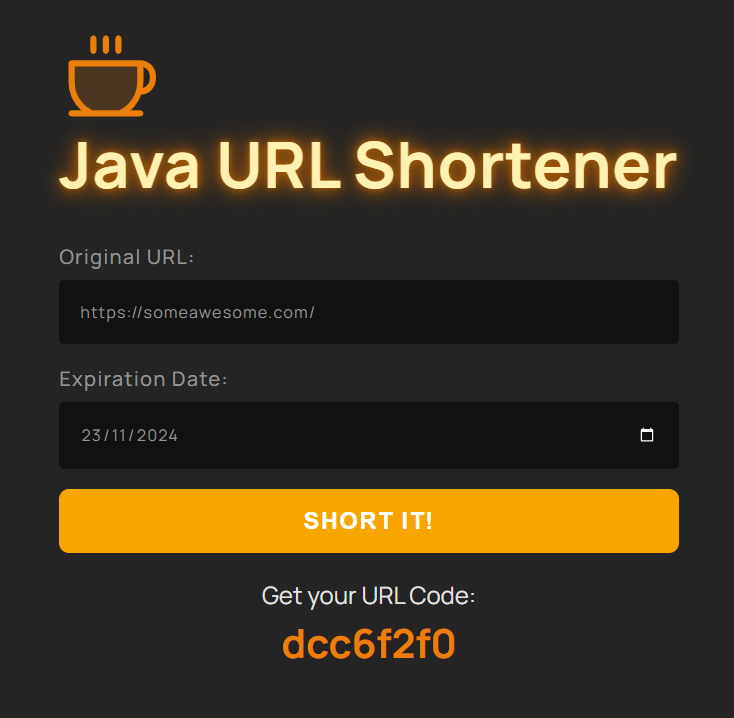 Java URL Shortener
Original URL:
https://someawesome.com/
Expiration Date:
23/11/2024
SHORT IT!
Get your URL Code:
dcc6f2f0